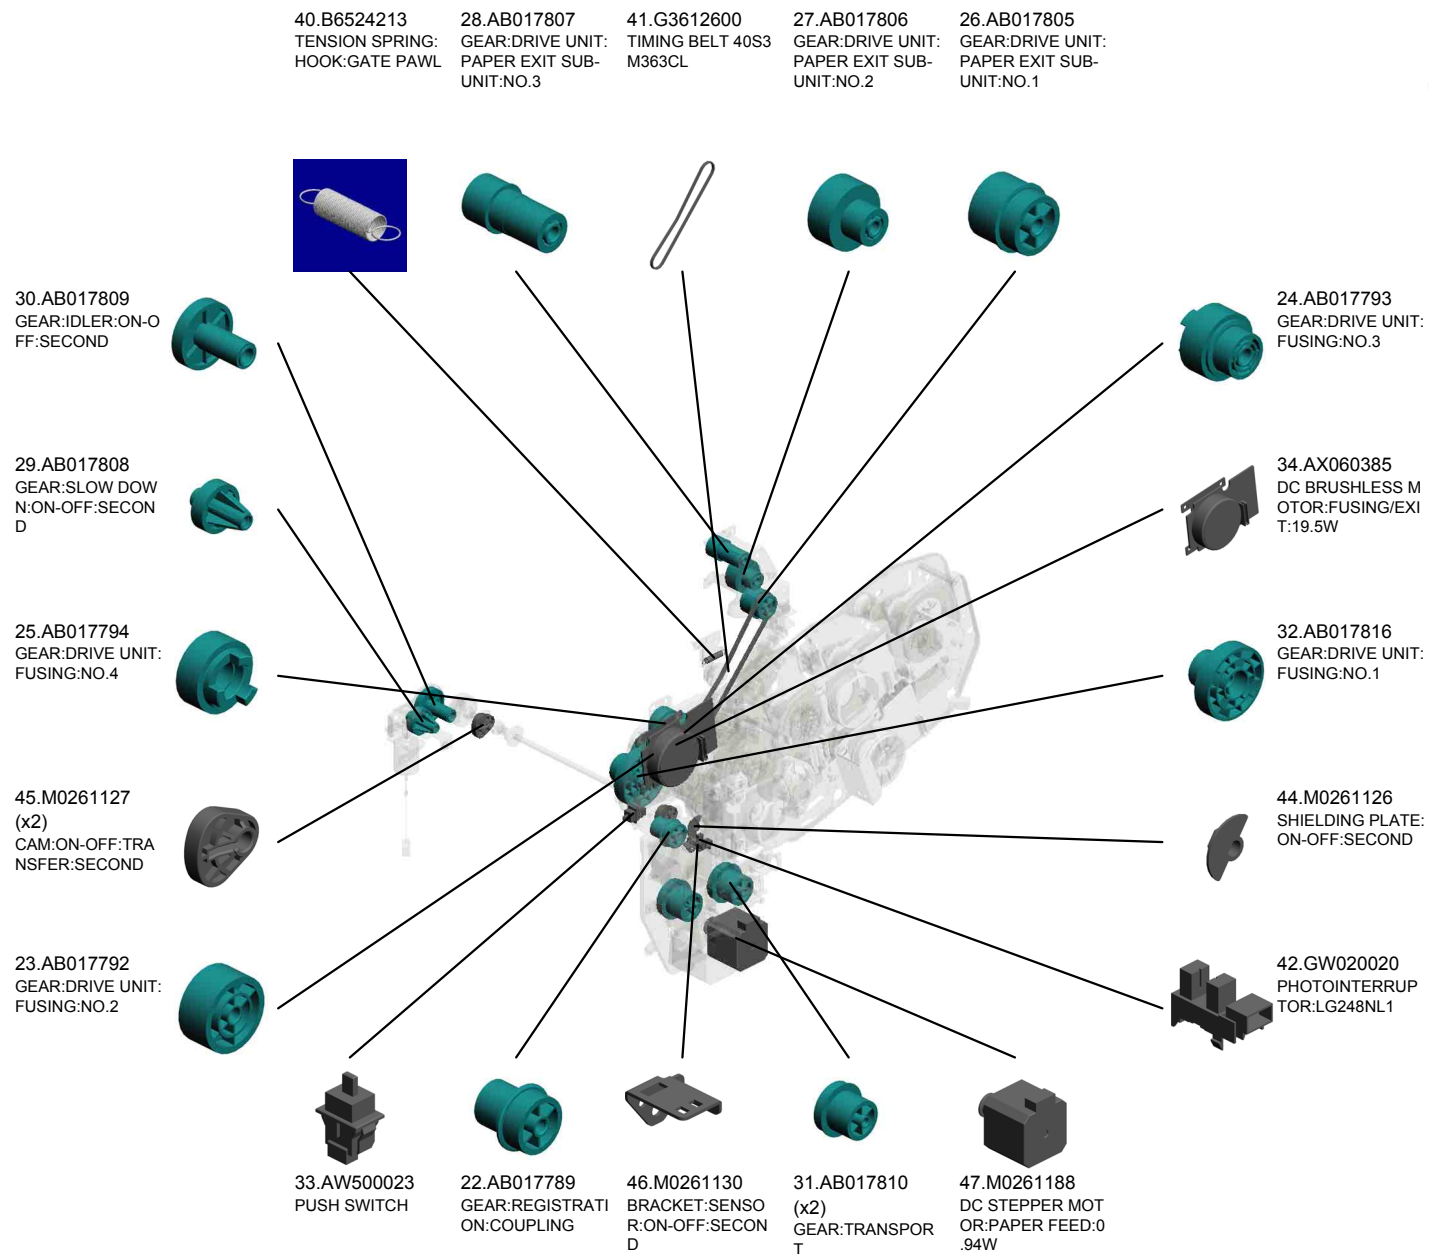 40.B6524213
TENSION SPRING:
HOOK:GATE PAWL
28.AB017807
GEAR:DRIVE UNIT:
PAPER EXIT SUB-
UNIT:NO.3
41.G3612600
TIMING BELT 40S3
M363CL
27.AB017806
GEAR:DRIVE UNIT:
PAPER EXIT SUB-
UNIT:NO.2
26.AB017805
GEAR:DRIVE UNIT:
PAPER EXIT SUB-
UNIT:NO.1
30.AB017809
GEAR:IDLER:ON-O
FF:SECOND
24.AB017793
GEAR:DRIVE UNIT:
FUSING:NO.3
29.AB017808
GEAR:SLOW DOW
N:ON-OFF:SECON
D
34.AX060385
DC BRUSHLESS M
OTOR:FUSING/EXI
T:19.5W
25.AB017794
GEAR:DRIVE UNIT:
FUSING:NO.4
32.AB017816
GEAR:DRIVE UNIT:
FUSING:NO.1
45.M0261127
(x2)
CAM:ON-OFF:TRA
NSFER:SECOND
44.M0261126
SHIELDING PLATE:
ON-OFF:SECOND
23.AB017792
GEAR:DRIVE UNIT:
FUSING:NO.2
42.GW020020
PHOTOINTERRUP
TOR:LG248NL1
33.AW500023
PUSH SWITCH
22.AB017789
GEAR:REGISTRATI
ON:COUPLING
46.M0261130
BRACKET:SENSO
R:ON-OFF:SECON
D
31.AB017810
(x2)
GEAR:TRANSPOR
T
47.M0261188
DC STEPPER MOT
OR:PAPER FEED:0
.94W